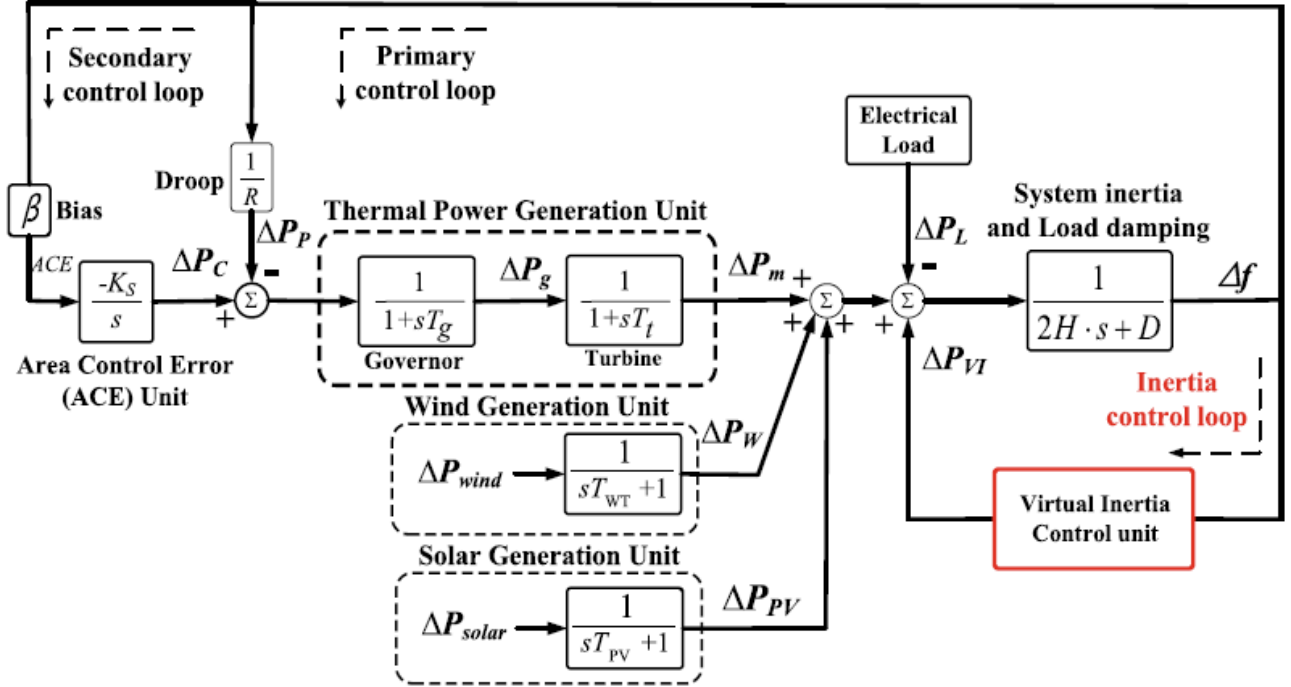 Secondary
control loop
Primary
control loop
Electrical
Load
Droop
1
R
β
Bias
System inertia
and Load damping
Thermal Power Generation Unit
ΔP_P
ΔP_L
ACE
-K_S
s
ΔP_C
-
+
Σ
1
1+sT_g
Governor
ΔP_g
1
1+sT_t
Turbine
ΔP_m
+
+
+
Σ
-
+
Σ
1
2H · s + D
Δf
Area Control Error
(ACE) Unit
ΔP_VI
Inertia
control loop
Wind Generation Unit
ΔP_wind
1
sT_WT +1
ΔP_W
Virtual Inertia
Control unit
Solar Generation Unit
ΔP_solar
1
sT_PV +1
ΔP_PV